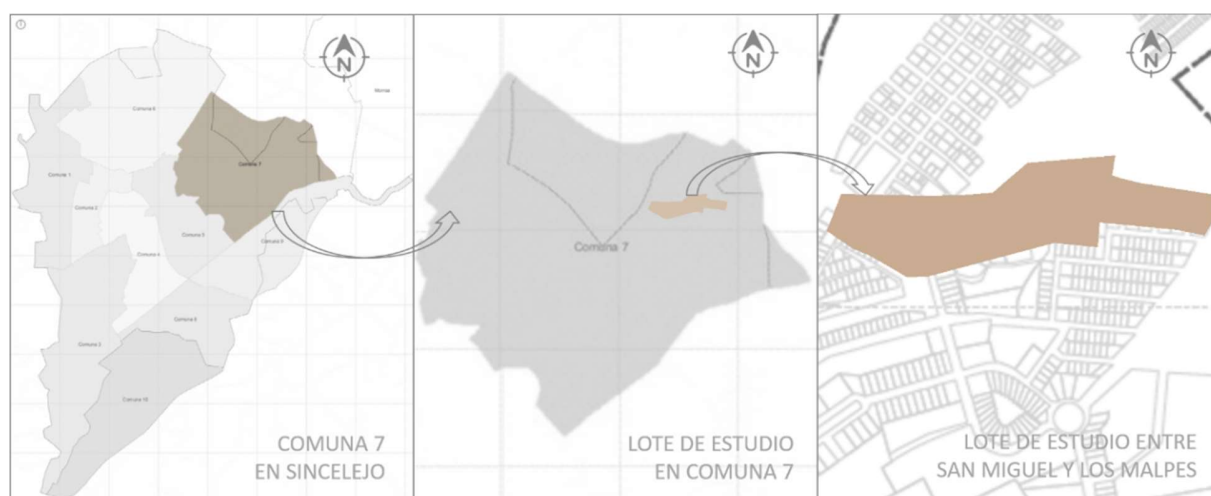 N
Comuna 6
Morroa
Comuna 7
Comuna 1
Comuna 2
Comuna 9
Comuna 8
Comuna 4
Comuna 3
Comuna 10
COMUNA 7
EN SINCELEJO
N
Comuna 7
LOTE DE ESTUDIO
EN COMUNA 7
N
LOTE DE ESTUDIO ENTRE
SAN MIGUEL Y LOS MALPES